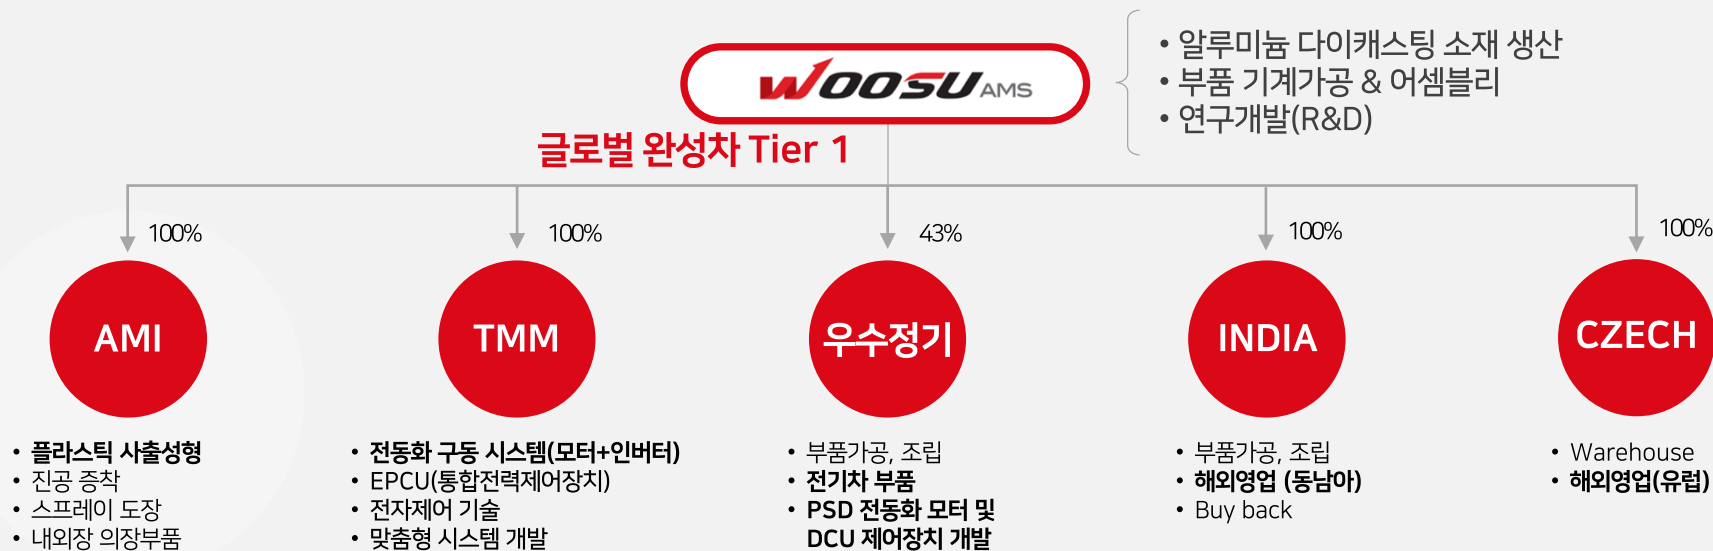 WOOSU AMS
• 알루미늄 다이캐스팅 소재 생산
• 부품 기계가공 & 어셈블리
• 연구개발(R&D)
글로벌 완성차 Tier 1
100%
100%
43%
100%
100%
AMI
TMM
우수정기
INDIA
CZECH
• 플라스틱 사출성형
• 진공 증착
• 스프레이 도장
• 내외장 의장부품
• 전동화 구동 시스템(모터+인버터)
• EPCU(통합전력제어장치)
• 전자제어 기술
• 맞춤형 시스템 개발
• 부품가공, 조립
• 전기차 부품
• PSD 전동화 모터 및
DCU 제어장치 개발
• 부품가공, 조립
• 해외영업 (동남아)
• Buy back
• Warehouse
• 해외영업(유럽)